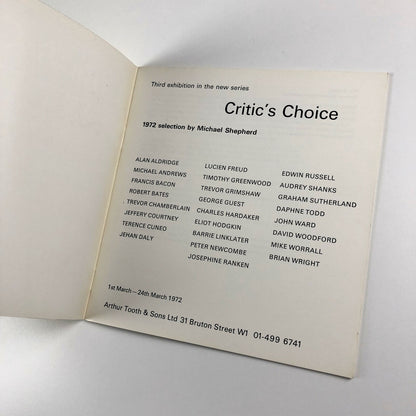 Third exhibition in the new series
Critic's Choice
1972 selection by Michael Shepherd
ALAN ALDRIDGE
MICHAEL ANDREWS
FRANCIS BACON
ROBERT BATES
TREVOR CHAMBERLAIN
JEFFERY COURTNEY
TERENCE CUNEO
JEHAN DALY
LUCIEN FREUD
TIMOTHY GREENWOOD
TREVOR GRIMSHAW
GEORGE GUEST
CHARLES HARDAKER
ELIOT HODGKIN
BARRIE LINKLATER
PETER NEWCOMBE
JOSEPHINE RANKEN
EDWIN RUSSELL
AUDREY SHANKS
GRAHAM SUTHERLAND
DAPHNE TODD
JOHN WARD
DAVID WOODFORD
MIKE WORRALL
BRIAN WRIGHT
1st March—24th March 1972
Arthur Tooth & Sons Ltd 31 Bruton Street W1 01-499 6741